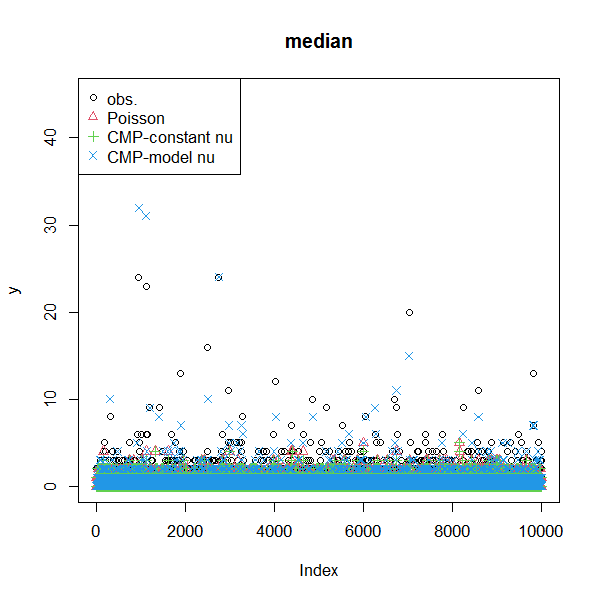 median
obs.
Poisson
CMP-constant nu
CMP-model nu
40
30
20
10
0
y
0 2000 4000 6000 8000 10000
Index